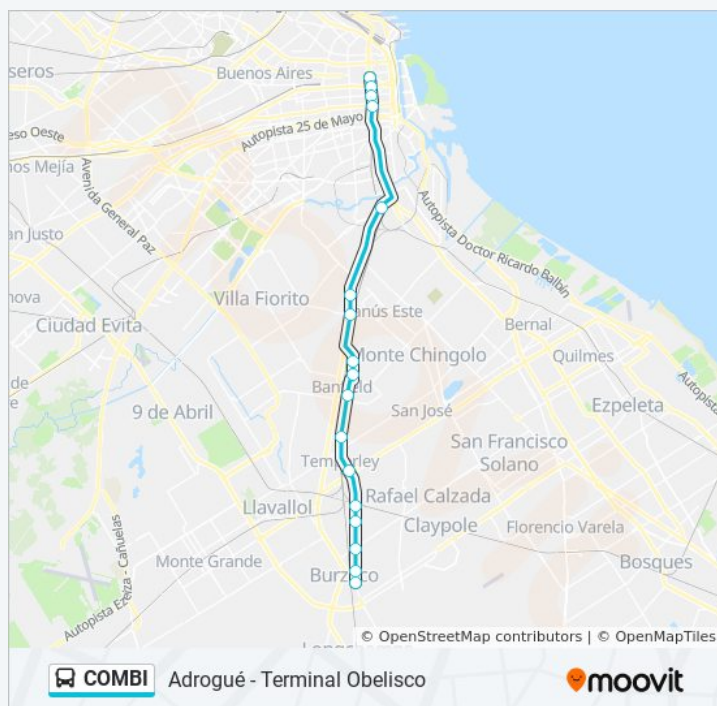 seros
Buenos Aires
eso Oeste
Autopista 25 de Mayo
os Mejía
Avenida General Paz
an Justo
Autopista Doctor Ricardo Balbín
nova
Villa Fiorito
anús Este
Ciudad Evita
Bernal
Monte Chingolo
Quilmes
de
e
Banfield
Autopis
9 de Abril
San José
Ezpeleta
San Francisco
Solano
Temperley
Rafael Calzada
Llavallol
Claypole
Florencio Varela
Monte Grande
Bosques
Burzaco
Autopista Ezeiza - Cañuelas
© OpenStreetMap contributors | © OpenMapTiles
COMBI
Adrogué - Terminal Obelisco
moovit